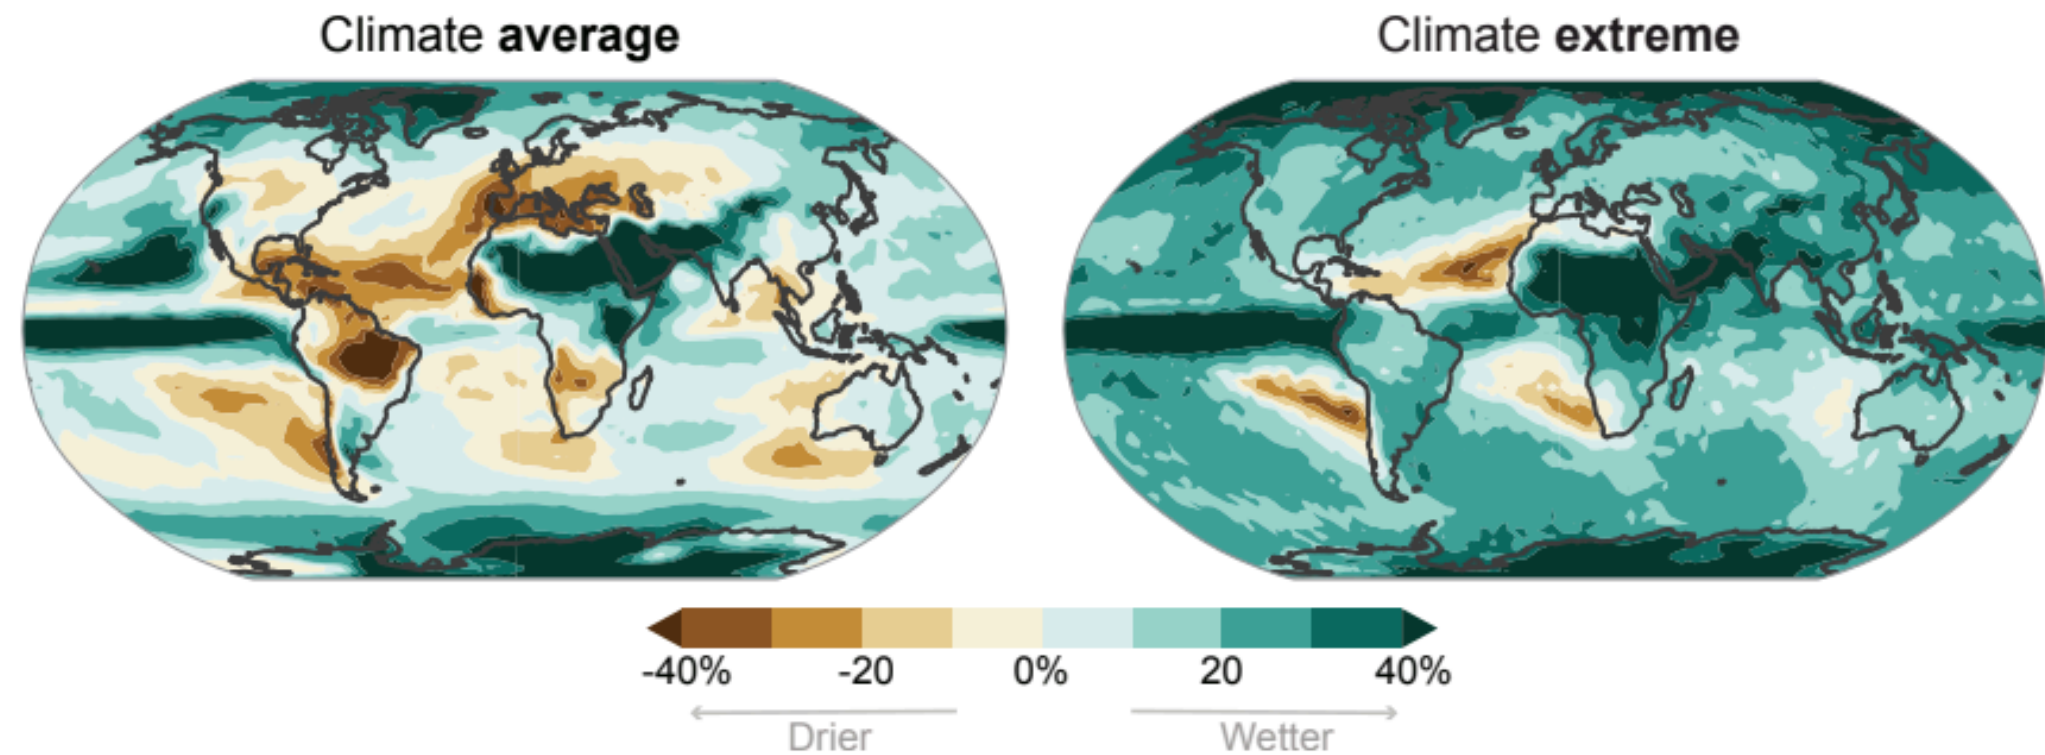 Climate average
Climate extreme
-40% -20 0% 20 40%
Drier
Wetter